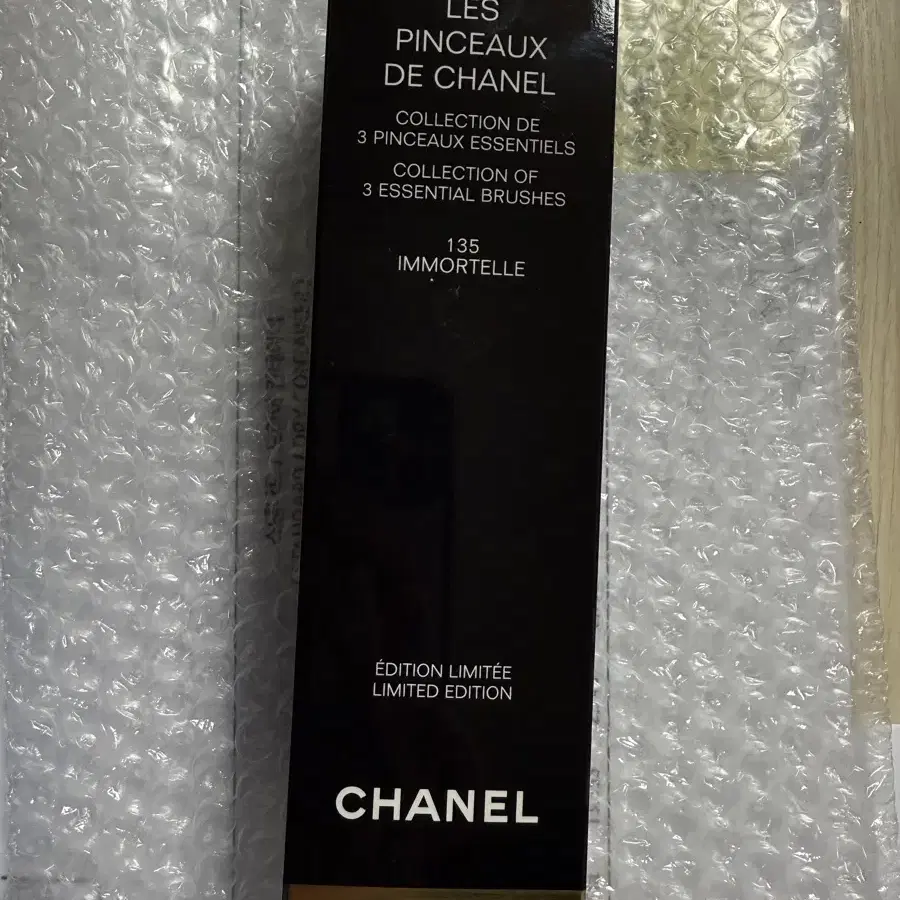 LES
PINCEAUX
DE CHANEL
COLLECTION DE
3 PINCEAUX ESSENTIELS
COLLECTION OF
3 ESSENTIAL BRUSHES
135
IMMORTELLE
ÉDITION LIMITÉE
LIMITED EDITION
CHANEL